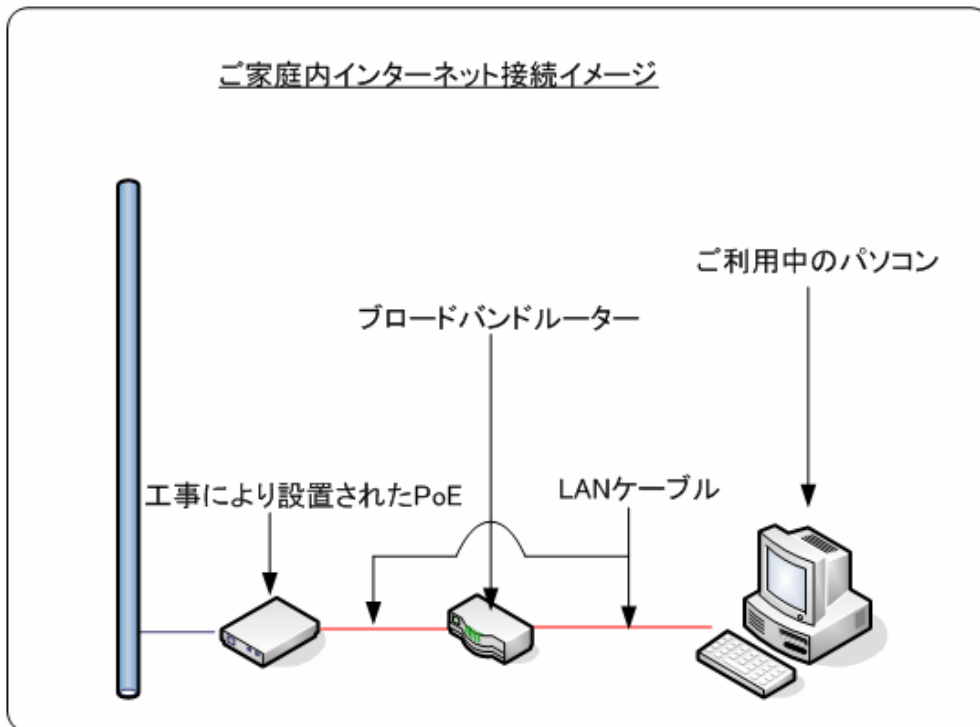 ご家庭内インターネット接続イメージ
ご利用中のパソコン
ブロードバンドルーター
工事により設置されたPoE
LANケーブル